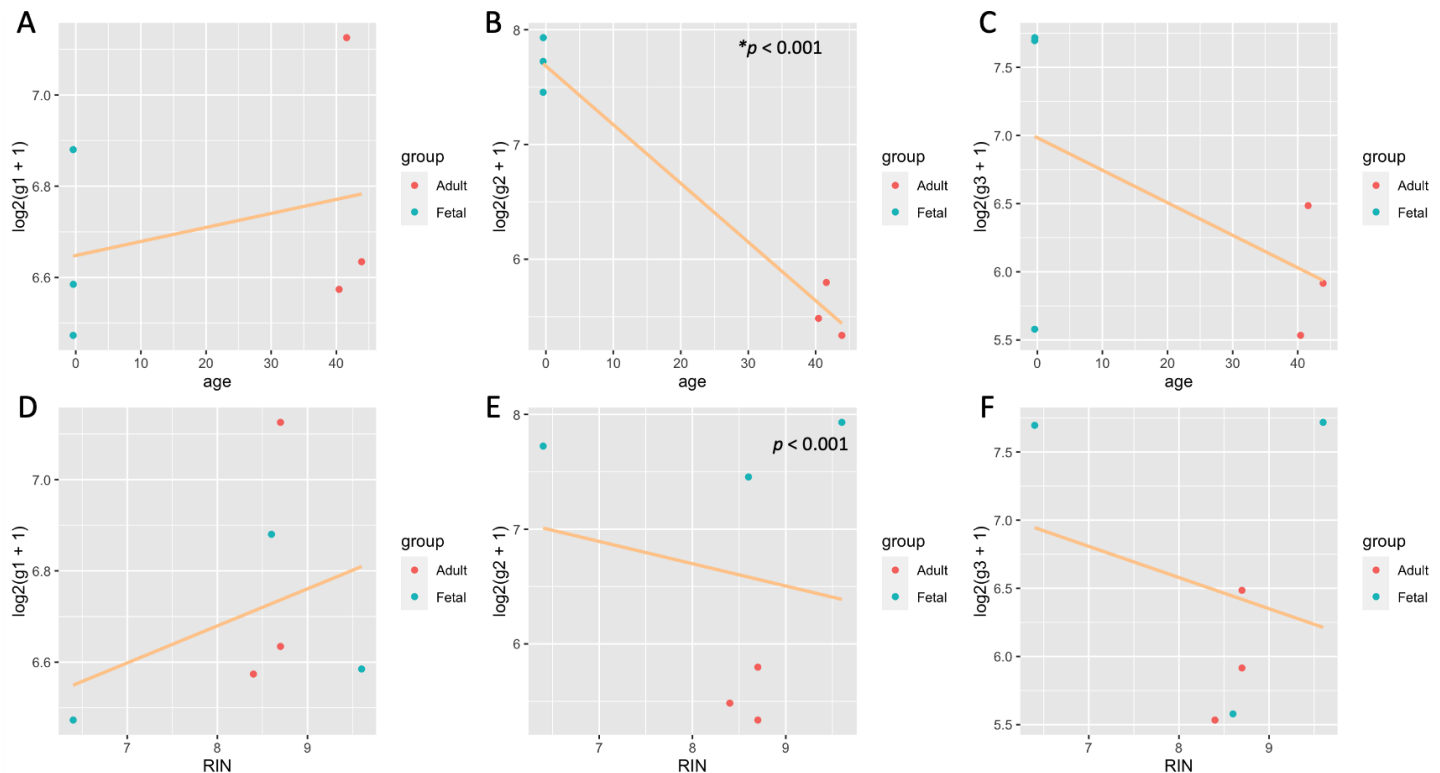 A
log2(g1 + 1)
7.0
6.8
6.6
0 10 20 30 40
age
group
Adult
Fetal
B
*p < 0.001
log2(g2 + 1)
8
7
6
0 10 20 30 40
age
group
Adult
Fetal
C
log2(g3 + 1)
7.5
7.0
6.5
6.0
5.5
0 10 20 30 40
age
group
Adult
Fetal
D
log2(g1 + 1)
7.0
6.8
6.6
7 8 9
RIN
group
Adult
Fetal
E
p < 0.001
log2(g2 + 1)
8
7
6
7 8 9
RIN
group
Adult
Fetal
F
log2(g3 + 1)
7.5
7.0
6.5
6.0
5.5
7 8 9
RIN
group
Adult
Fetal